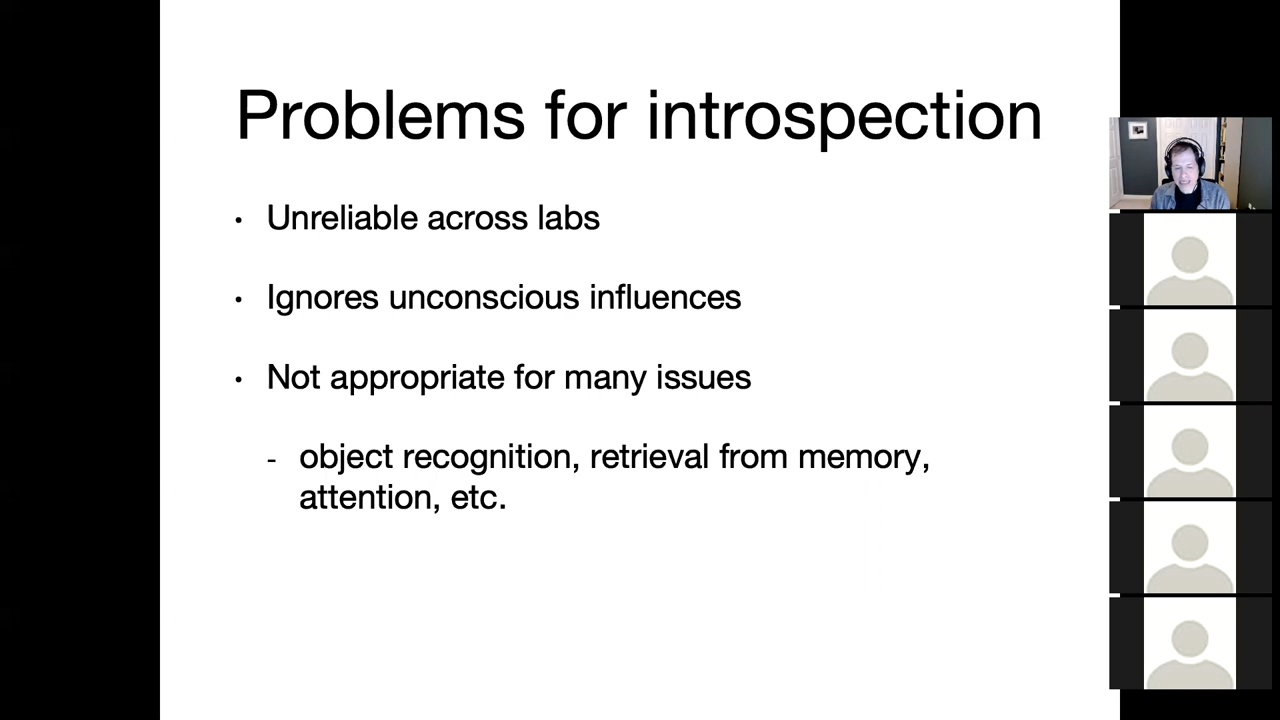 Problems for introspection
• Unreliable across labs
• Ignores unconscious influences
• Not appropriate for many issues
- object recognition, retrieval from memory,
attention, etc.